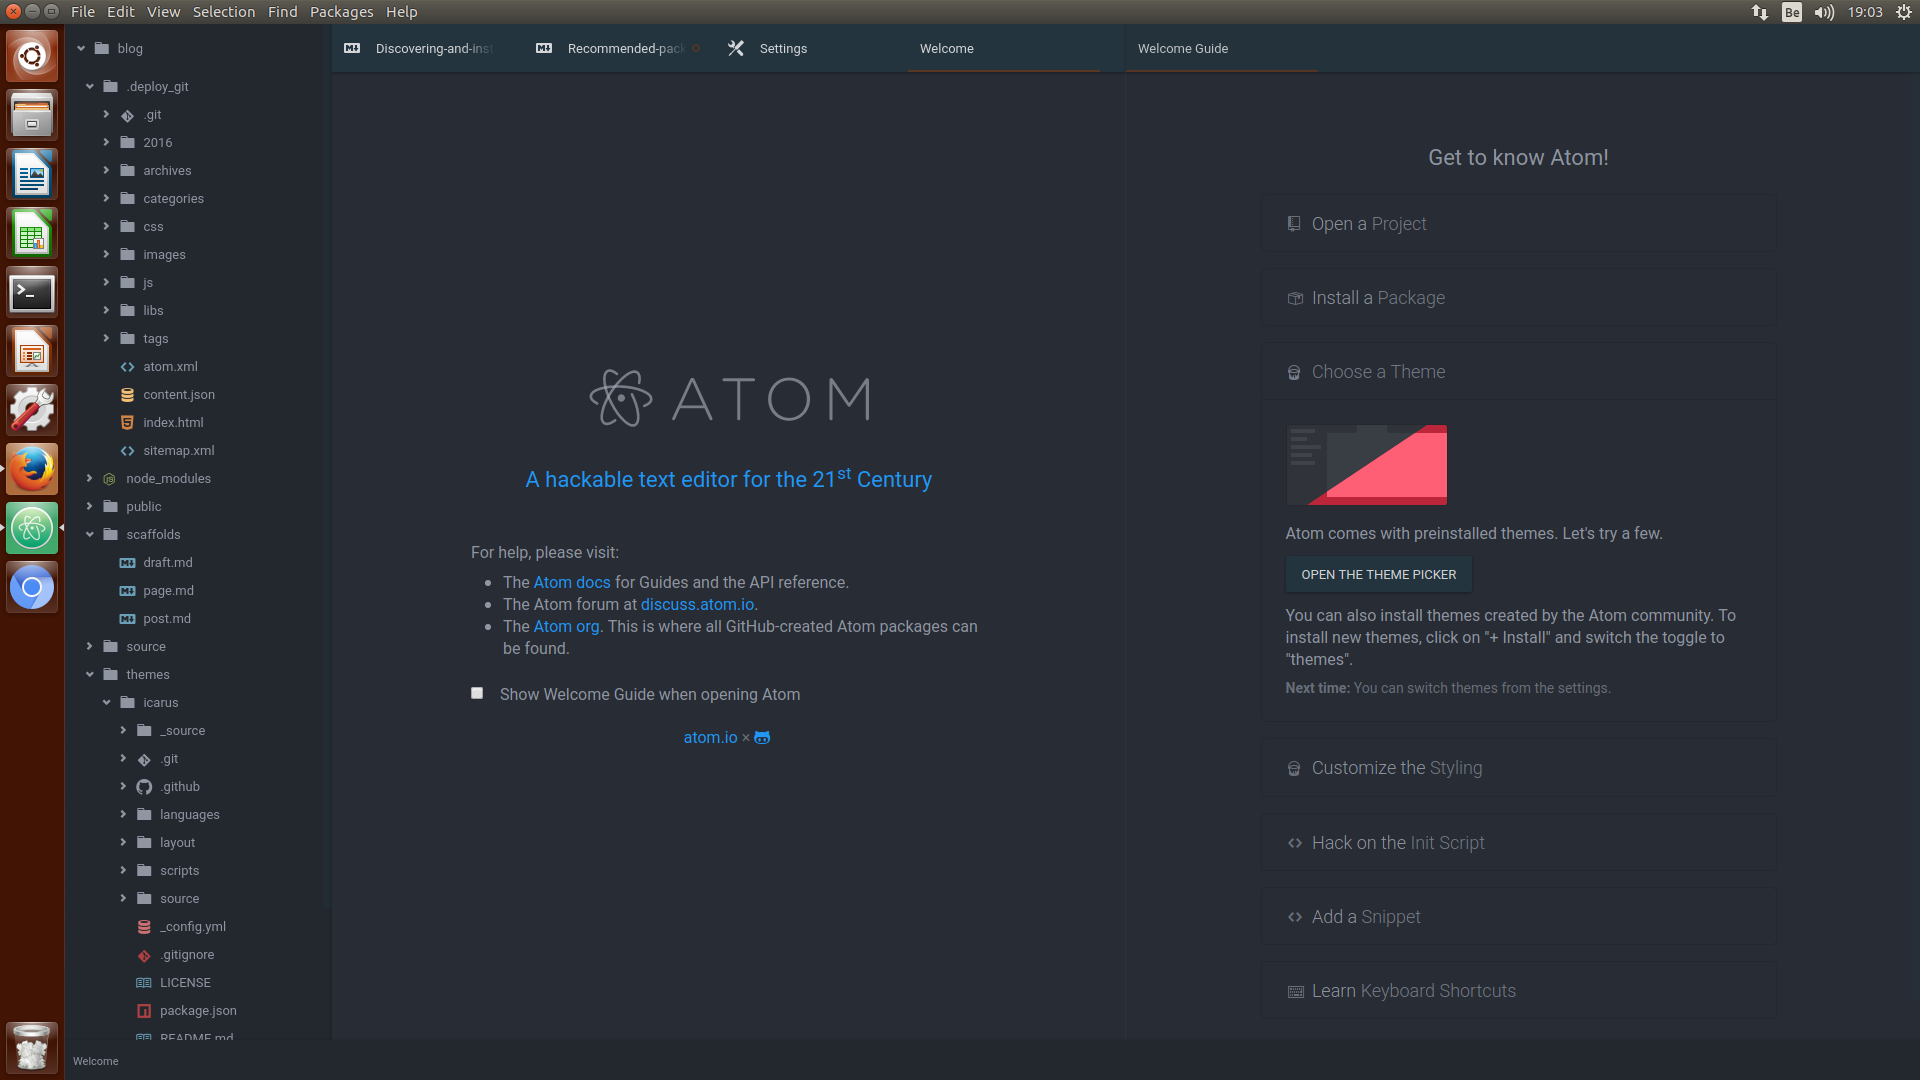 File Edit View Selection Find Packages Help
Be 19:03
blog
.deploy_git
.git
2016
archives
categories
css
images
js
libs
tags
atom.xml
content.json
index.html
sitemap.xml
node_modules
public
scaffolds
draft.md
page.md
post.md
source
themes
icarus
_source
.git
.github
languages
layout
scripts
source
_config.yml
.gitignore
LICENSE
package.json
README.md
Welcome
Discovering-and-inst
Recommended-pack
Settings
Welcome
Welcome Guide
ATOM
A hackable text editor for the 21st Century
For help, please visit:
The Atom docs for Guides and the API reference.
The Atom forum at discuss.atom.io.
The Atom org. This is where all GitHub-created Atom packages can
be found.
Show Welcome Guide when opening Atom
atom.io ×
Get to know Atom!
Open a Project
Install a Package
Choose a Theme
Atom comes with preinstalled themes. Let's try a few.
OPEN THE THEME PICKER
You can also install themes created by the Atom community. To
install new themes, click on "+ Install" and switch the toggle to
"themes".
Next time: You can switch themes from the settings.
Customize the Styling
Hack on the Init Script
Add a Snippet
Learn Keyboard Shortcuts